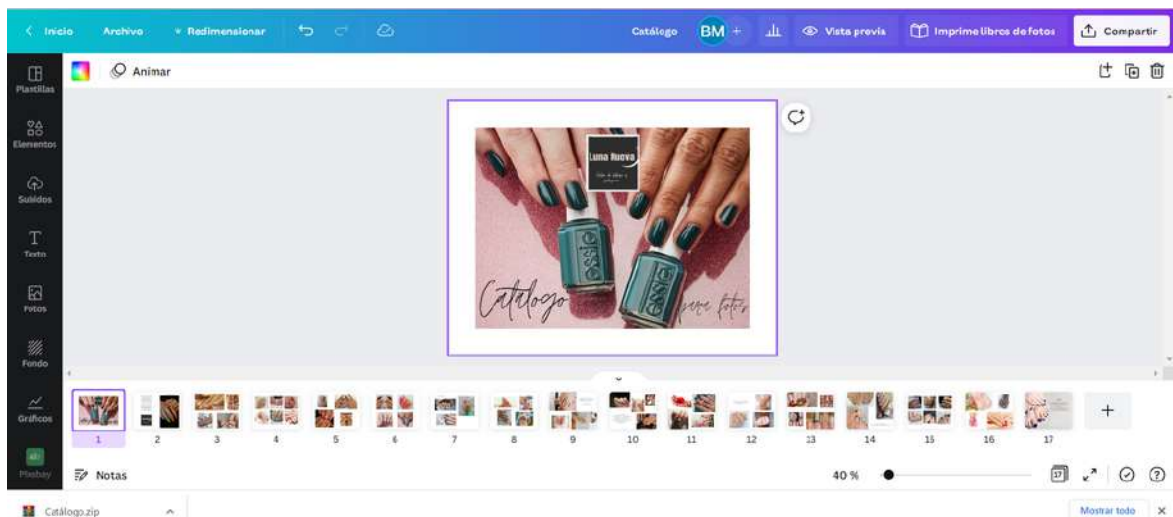 Inicio
Archivo
Redimensionar
Catálogo
BM
+
Vista previa
Imprime libros de fotos
Compartir
Plantillas
Elementos
Subidos
Texto
Fotos
Fondo
Gráficos
Pixabay
Animar
Luna Nueva
essie
essie
Catálogo
para fotos
1
2
3
4
5
6
7
8
9
10
11
12
13
14
15
16
17
+
Notas
40 %
17
Catálogo.zip
Mostrar todo